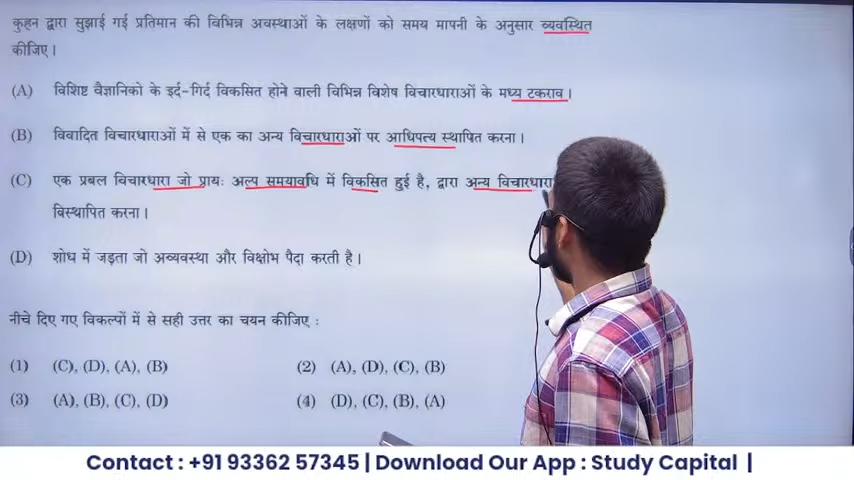 कुहन द्वारा सुझाई गई प्रतिमान की विभिन्न अवस्थाओं के लक्षणों को समय मापनी के अनुसार व्यवस्थित
कीजिए।
(A) विशिष्ट वैज्ञानिको के इर्द-गिर्द विकसित होने वाली विभिन्न विशेष विचारधाराओं के मध्य टकराव।
(B) विवादित विचारधाराओं में से एक का अन्य विचारधाराओं पर आधिपत्य स्थापित करना।
(C) एक प्रबल विचारधारा जो प्रायः अल्प समयावधि में विकसित हुई है, द्वारा अन्य विचारधारा
विस्थापित करना।
(D) शोध में जड़ता जो अव्यवस्था और विक्षोभ पैदा करती है।
नीचे दिए गए विकल्पों में से सही उत्तर का चयन कीजिए :
(1) (C), (D), (A), (B) (2) (A), (D), (C), (B)
(3) (A), (B), (C), (D) (4) (D), (C), (B), (A)
Contact : +91 93362 57345 | Download Our App : Study Capital |